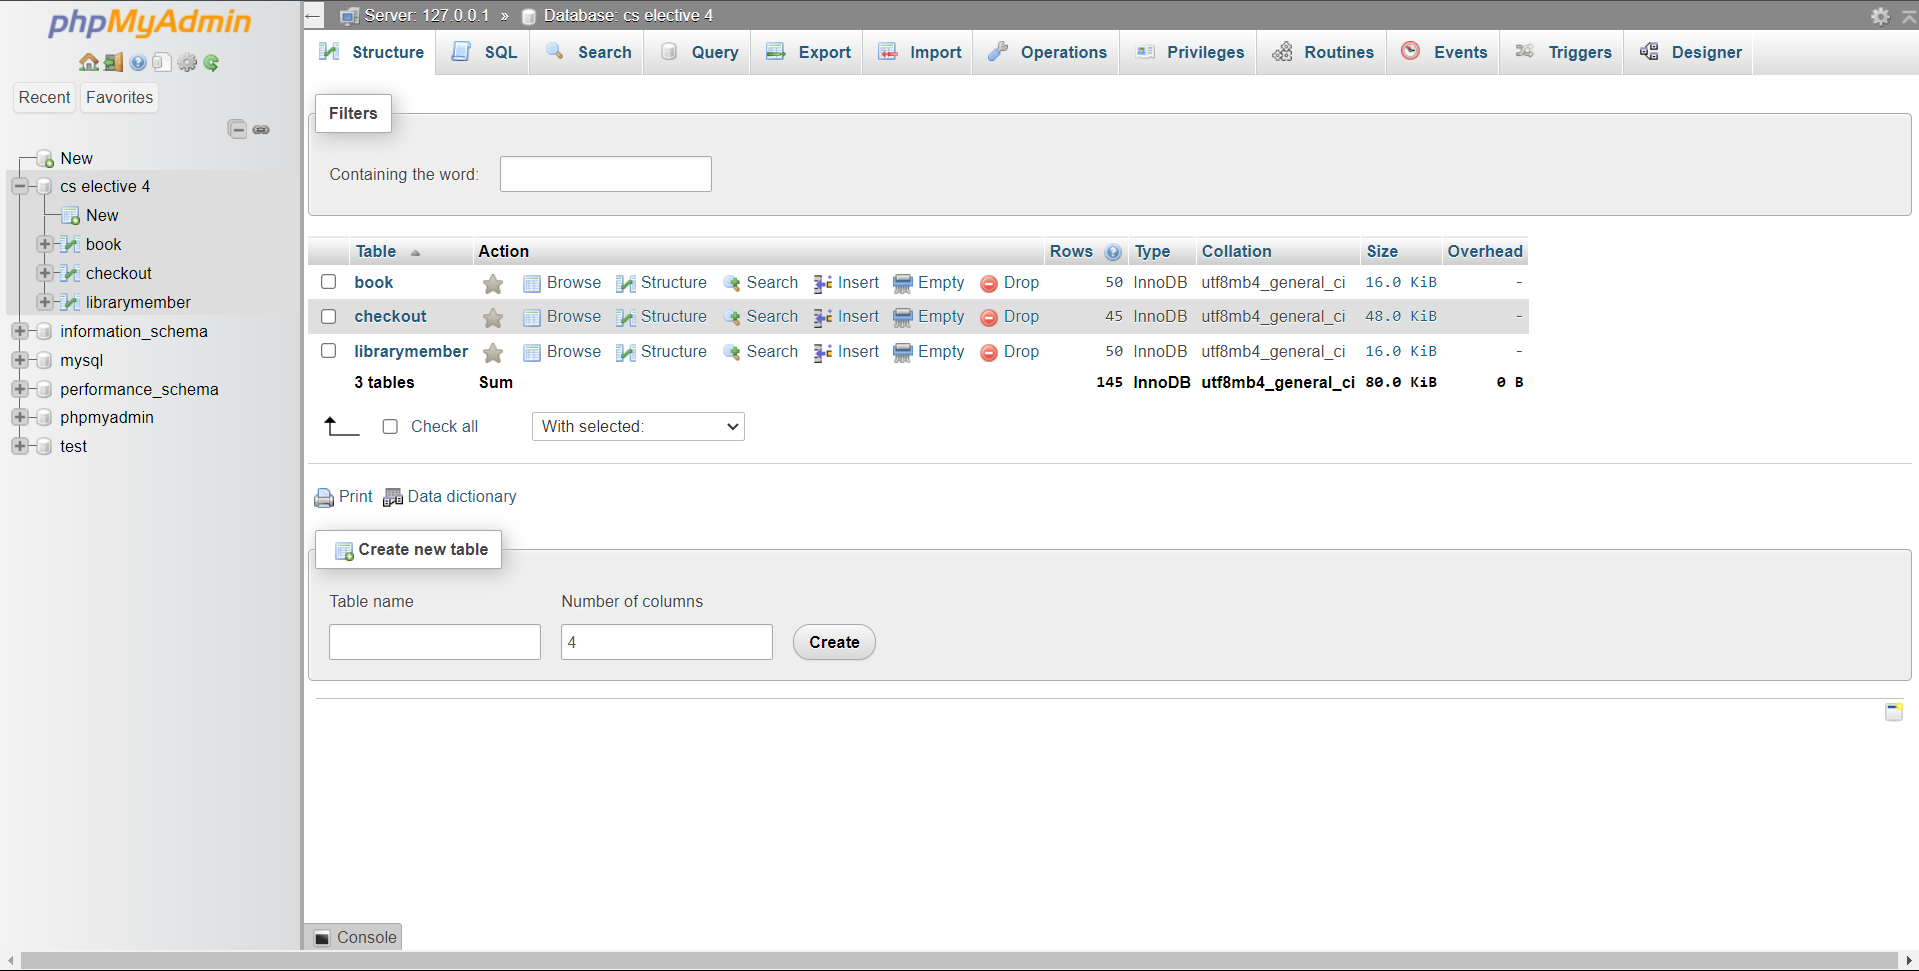 phpMyAdmin
Recent Favorites
New
cs elective 4
New
book
checkout
librarymember
information_schema
mysql
performance_schema
phpmyadmin
test
← Server: 127.0.0.1 » Database: cs elective 4
Structure SQL Search Query Export Import Operations Privileges Routines Events Triggers Designer
Filters
Containing the word:
Table Action Rows Type Collation Size Overhead
book Browse Structure Search Insert Empty Drop 50 InnoDB utf8mb4_general_ci 16.0 KiB -
checkout Browse Structure Search Insert Empty Drop 45 InnoDB utf8mb4_general_ci 48.0 KiB -
librarymember Browse Structure Search Insert Empty Drop 50 InnoDB utf8mb4_general_ci 16.0 KiB -
3 tables Sum 145 InnoDB utf8mb4_general_ci 80.0 KiB 0 B
Check all With selected:
Print Data dictionary
Create new table
Table name Number of columns
4 Create
Console